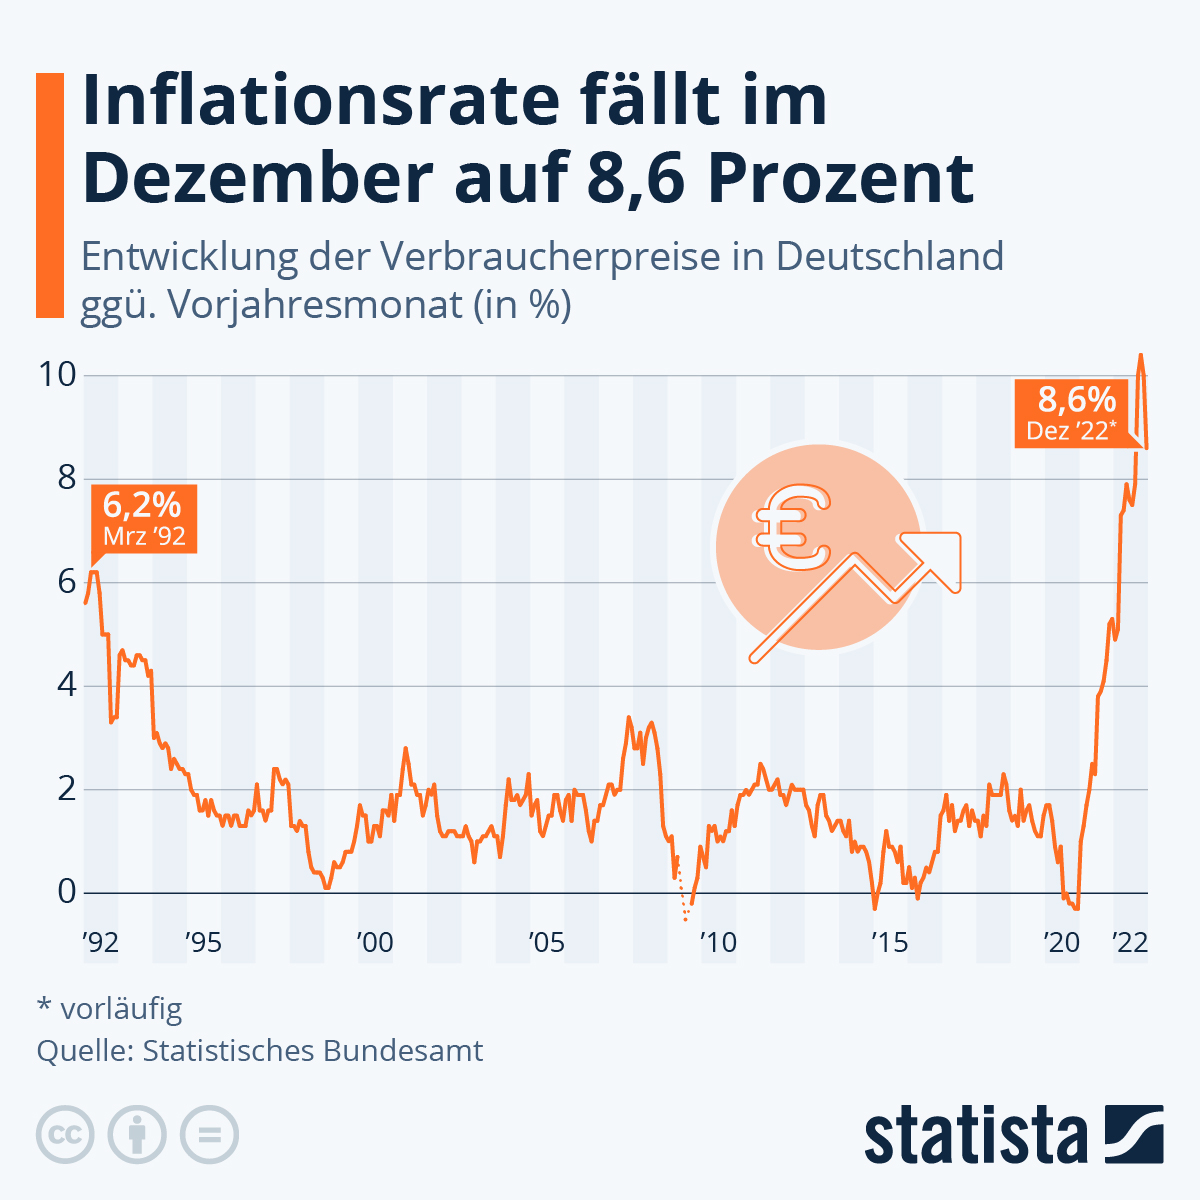 Inflationsrate fällt im
Dezember auf 8,6 Prozent
Entwicklung der Verbraucherpreise in Deutschland
ggü. Vorjahresmonat (in %)
10
8
6
4
2
0
6,2%
Mrz ’92
8,6%
Dez ’22*
€
’92 ’95 ’00 ’05 ’10 ’15 ’20 ’22
* vorläufig
Quelle: Statistisches Bundesamt
cc
statista